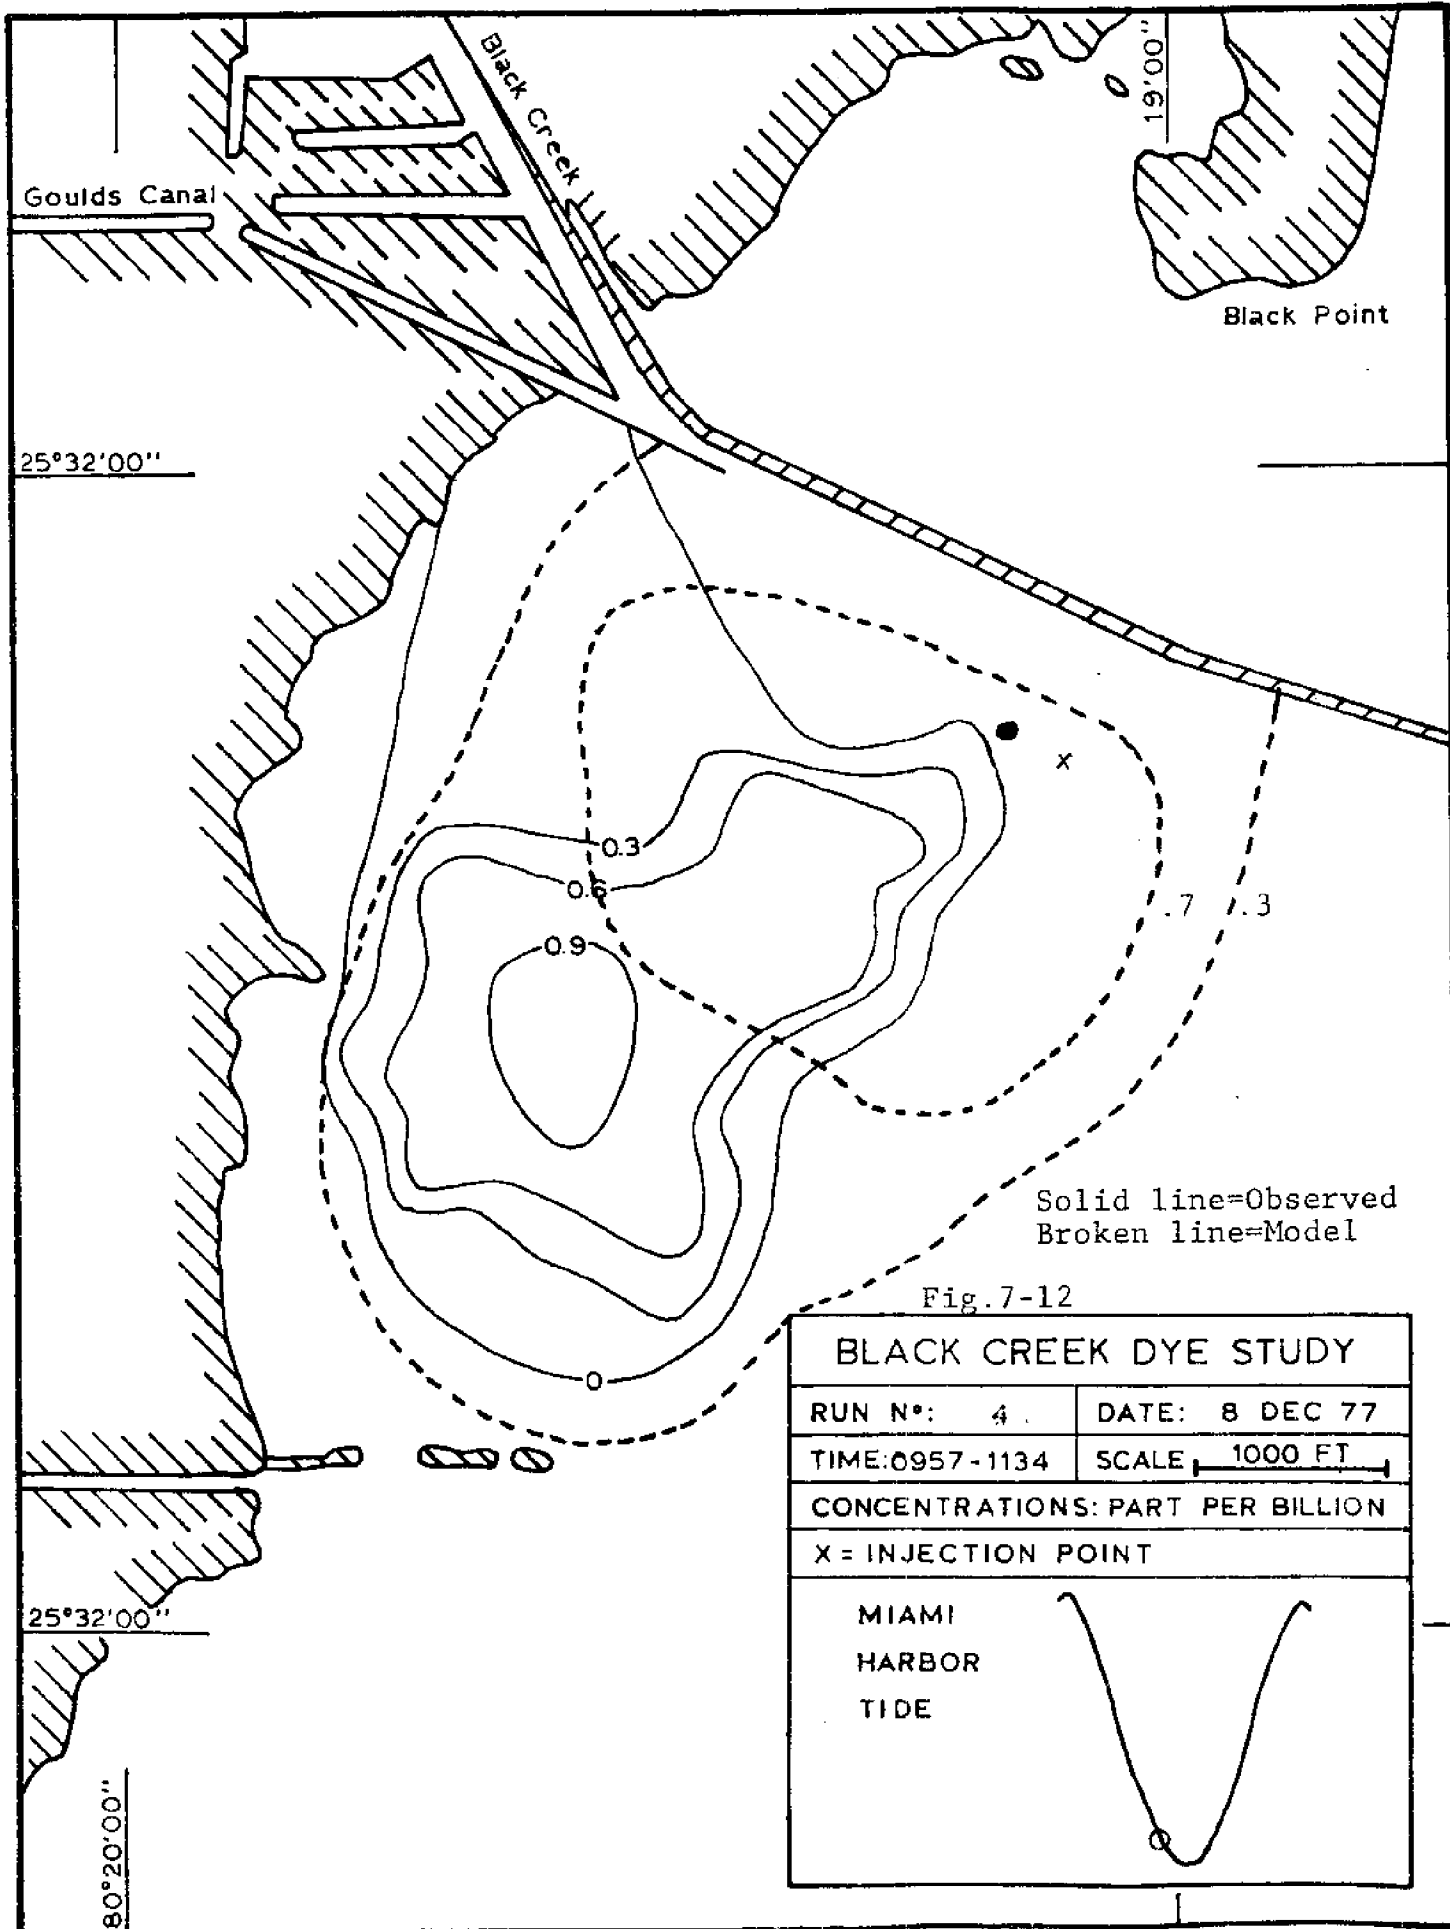 Black Creek
19'00"
Goulds Canal
Black Point
25°32'00"
x
0.3
0.6
.7
.3
0.9
Solid line=Observed
Broken line=Model
0
Fig.7-12
BLACK CREEK DYE STUDY
RUN Nº: 4.
DATE: 8 DEC 77
TIME:0957-1134
SCALE 1000 FT
CONCENTRATIONS: PART PER BILLION
X = INJECTION POINT
MIAMI
HARBOR
TIDE
25°32'00"
80°20'00"